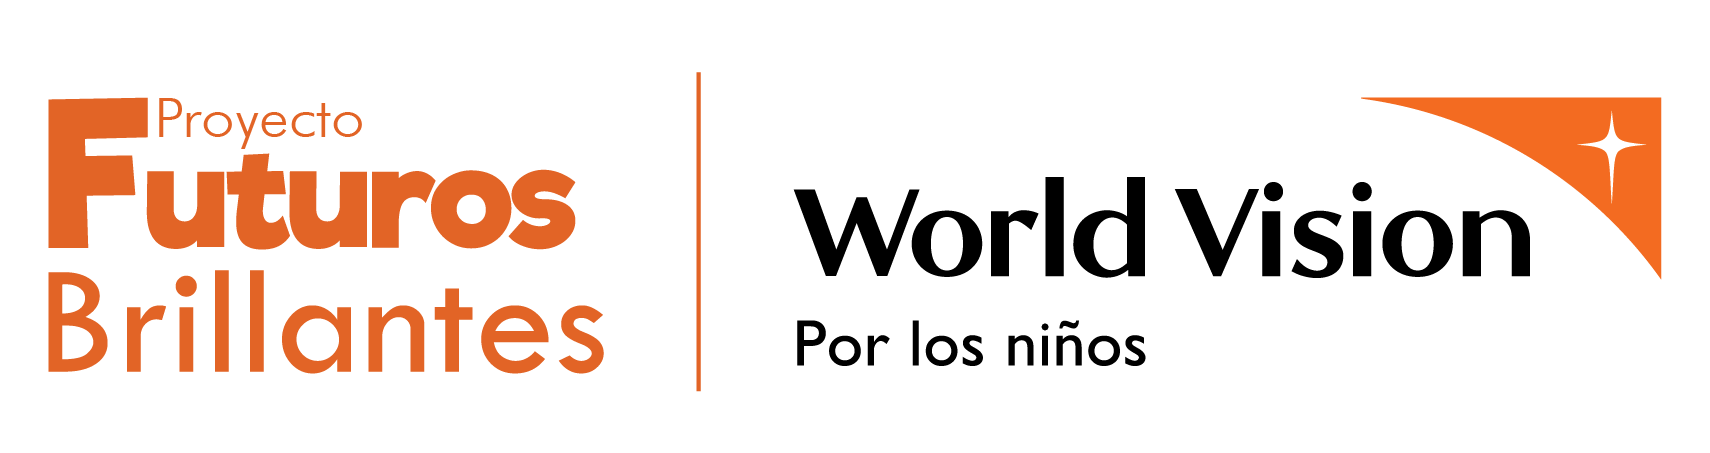 Proyecto
Futuros
Brillantes
World Vision
Por los niños